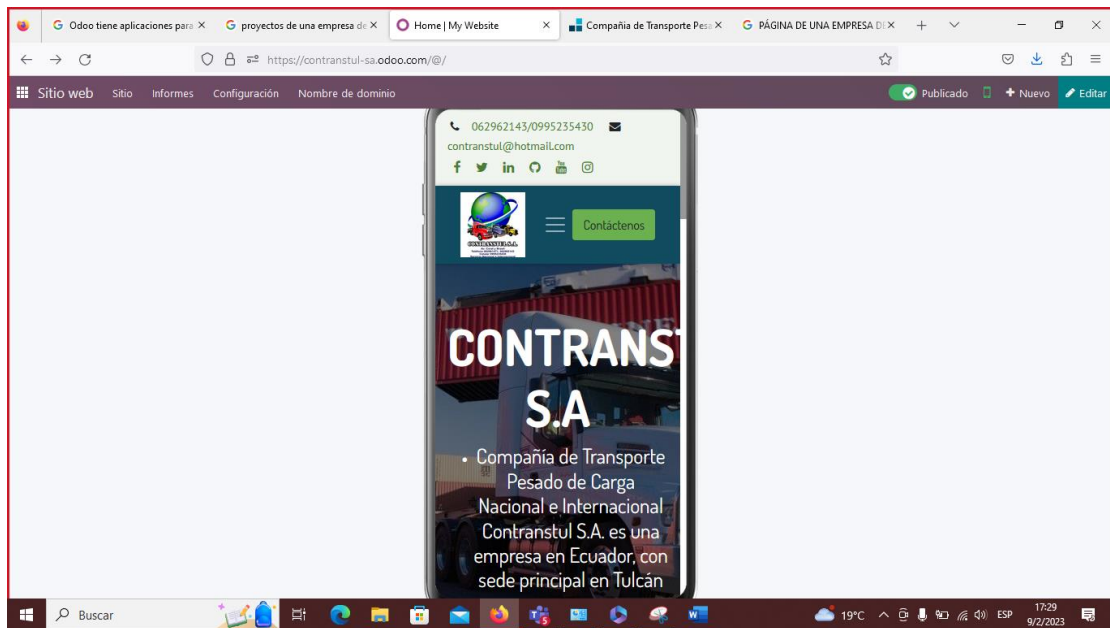 Odoo tiene aplicaciones para
proyectos de una empresa de
Home | My Website
Compañia de Transporte Pesa
PÁGINA DE UNA EMPRESA DE
https://contranstul-sa.odoo.com/@/
Sitio web Sitio Informes Configuración Nombre de dominio Publicado + Nuevo Editar
062962143/0995235430
contranstul@hotmail.com
CONTRANSTUL S.A.
Contáctenos
CONTRANST
S.A
• Compañía de Transporte
Pesado de Carga
Nacional e Internacional
Contranstul S.A. es una
empresa en Ecuador, con
sede principal en Tulcán
Buscar
19°C
ESP
17:29
9/2/2023